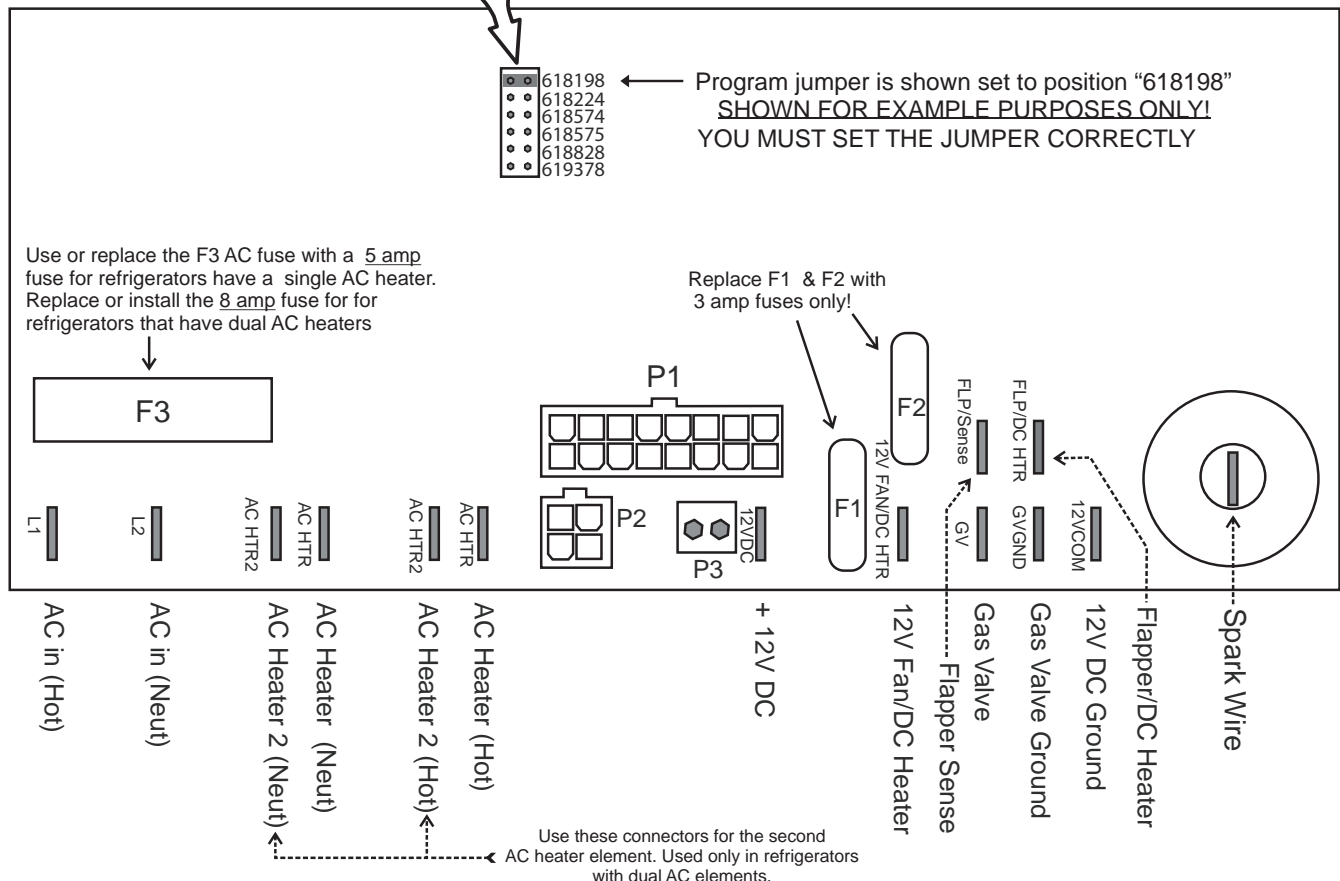 618198
618224
618574
618575
618828
619378
Program jumper is shown set to position “618198”
SHOWN FOR EXAMPLE PURPOSES ONLY!
YOU MUST SET THE JUMPER CORRECTLY
Use or replace the F3 AC fuse with a 5 amp
fuse for refrigerators have a single AC heater.
Replace or install the 8 amp fuse for for
refrigerators that have dual AC heaters
Replace F1 & F2 with
3 amp fuses only!
F3
P1
F2
FLP/Sense
FLP/DC HTR
L1
L2
AC HTR2
AC HTR
AC HTR2
AC HTR
P2
P3
12VDC
F1
12V FAN/DC HTR
GV
GVGND
12VCOM
AC in (Hot)
AC in (Neut)
AC Heater 2 (Neut)
AC Heater (Neut)
AC Heater 2 (Hot)
AC Heater (Hot)
+ 12V DC
12V Fan/DC Heater
Flapper Sense
Gas Valve
Gas Valve Ground
12V DC Ground
Flapper/DC Heater
Spark Wire
Use these connectors for the second
AC heater element. Used only in refrigerators
with dual AC elements.